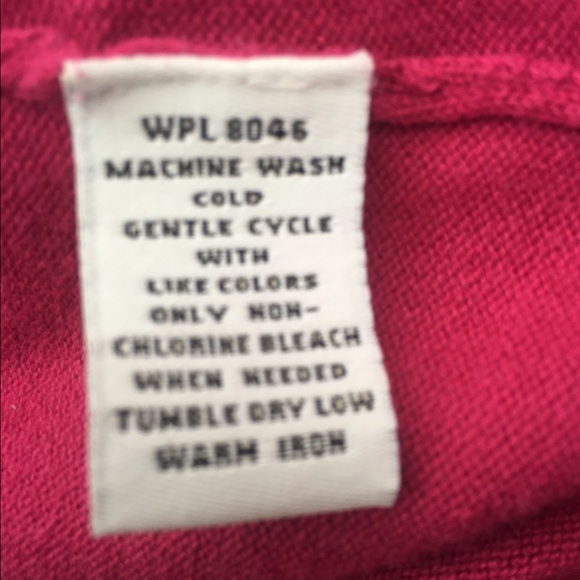 WPL 8046
MACHINE WASH
COLD
GENTLE CYCLE
WITH
LIKE COLORS
ONLY NON-
CHLORINE BLEACH
WHEN NEEDED
TUMBLE DRY LOW
WARM IRON